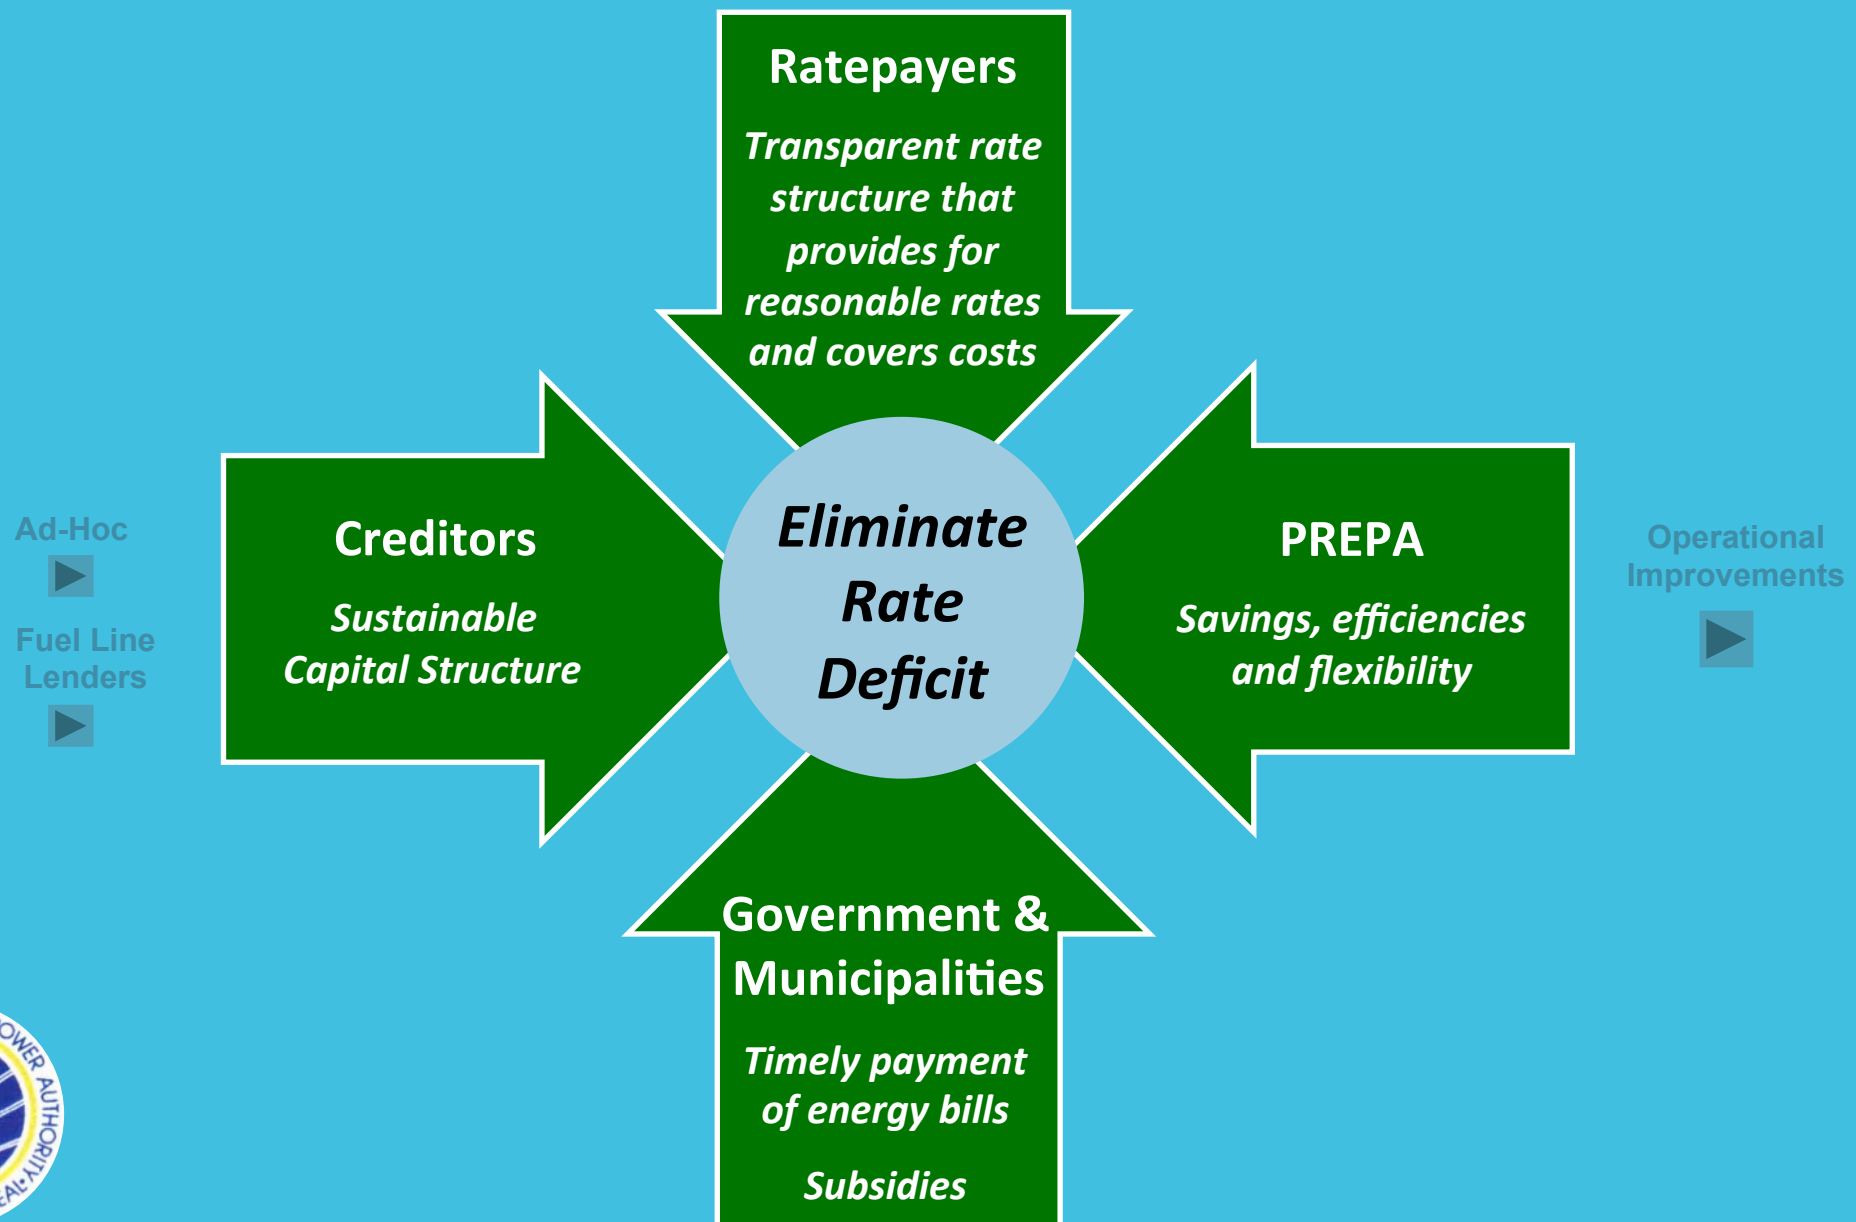 Ratepayers
Transparent rate
structure that
provides for
reasonable rates
and covers costs
Ad-Hoc
Fuel Line
Lenders
Creditors
Sustainable
Capital Structure
Eliminate
Rate
Deficit
PREPA
Savings, efficiencies
and flexibility
Operational
Improvements
Government &
Municipalities
Timely payment
of energy bills
Subsidies
POWER AUTHORITY